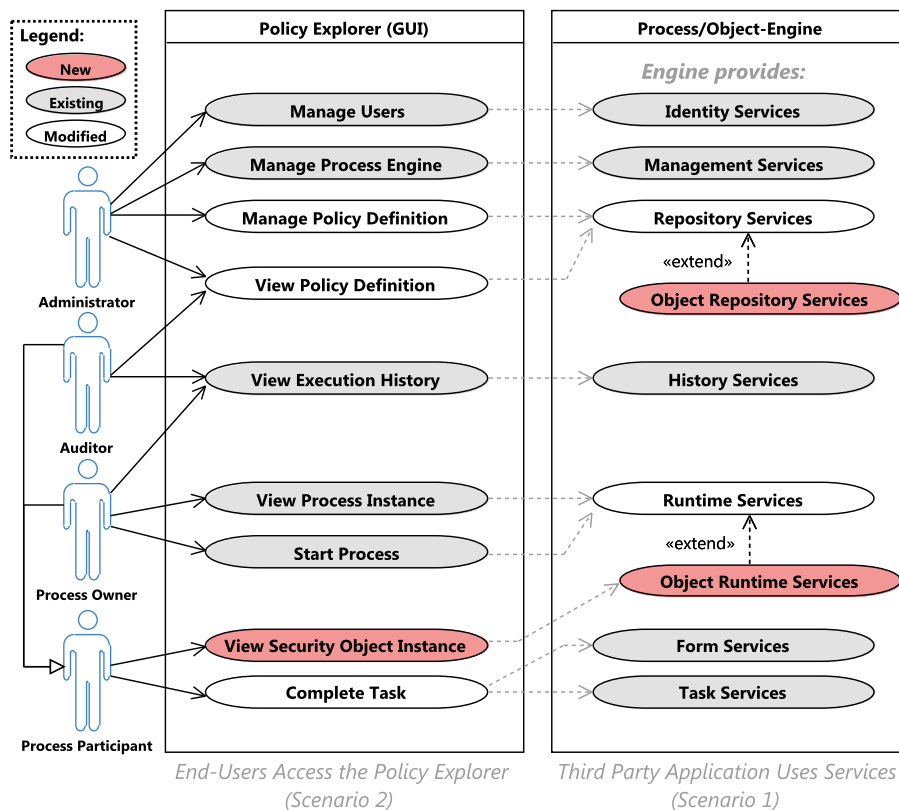 Legend:
New
Existing
Modified
Administrator
Auditor
Process Owner
Process Participant
Policy Explorer (GUI)
Manage Users
Manage Process Engine
Manage Policy Definition
View Policy Definition
View Execution History
View Process Instance
Start Process
View Security Object Instance
Complete Task
End-Users Access the Policy Explorer
(Scenario 2)
Process/Object-Engine
Engine provides:
Identity Services
Management Services
Repository Services
«extend»
Object Repository Services
History Services
Runtime Services
«extend»
Object Runtime Services
Form Services
Task Services
Third Party Application Uses Services
(Scenario 1)